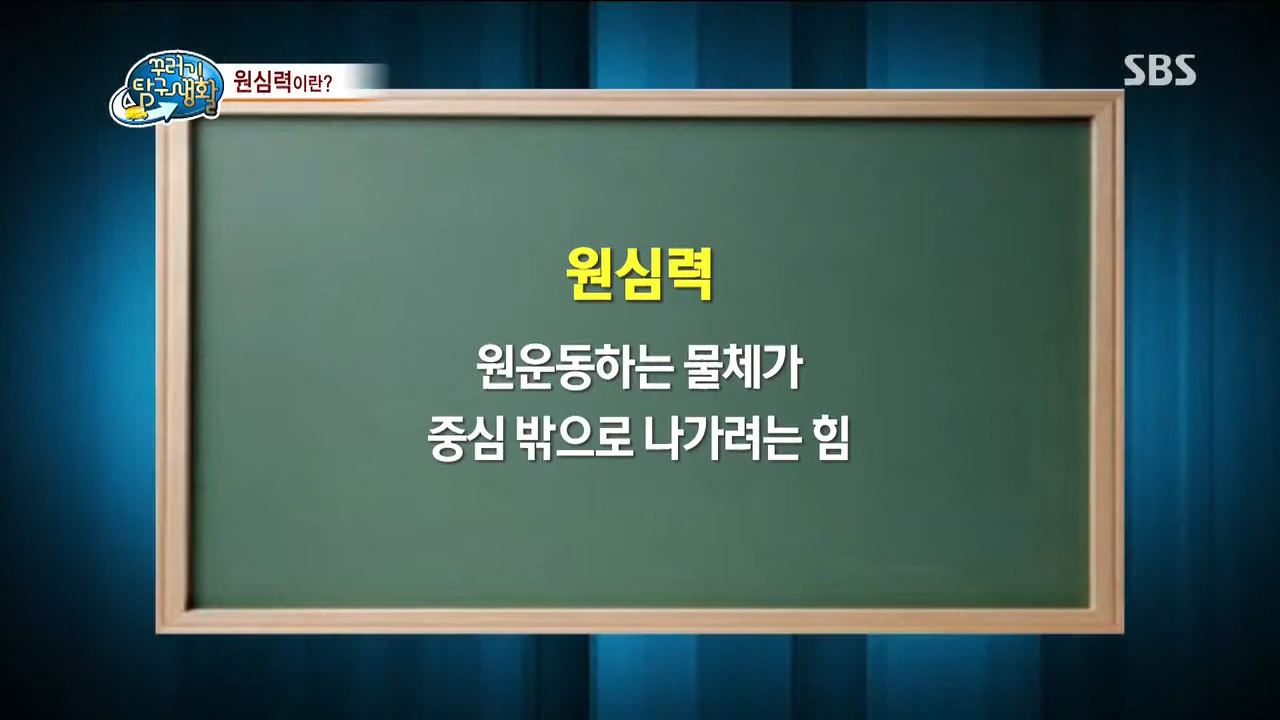 꾸러기
탐구생활
원심력이란?
SBS
원심력
원운동하는 물체가
중심 밖으로 나가려는 힘